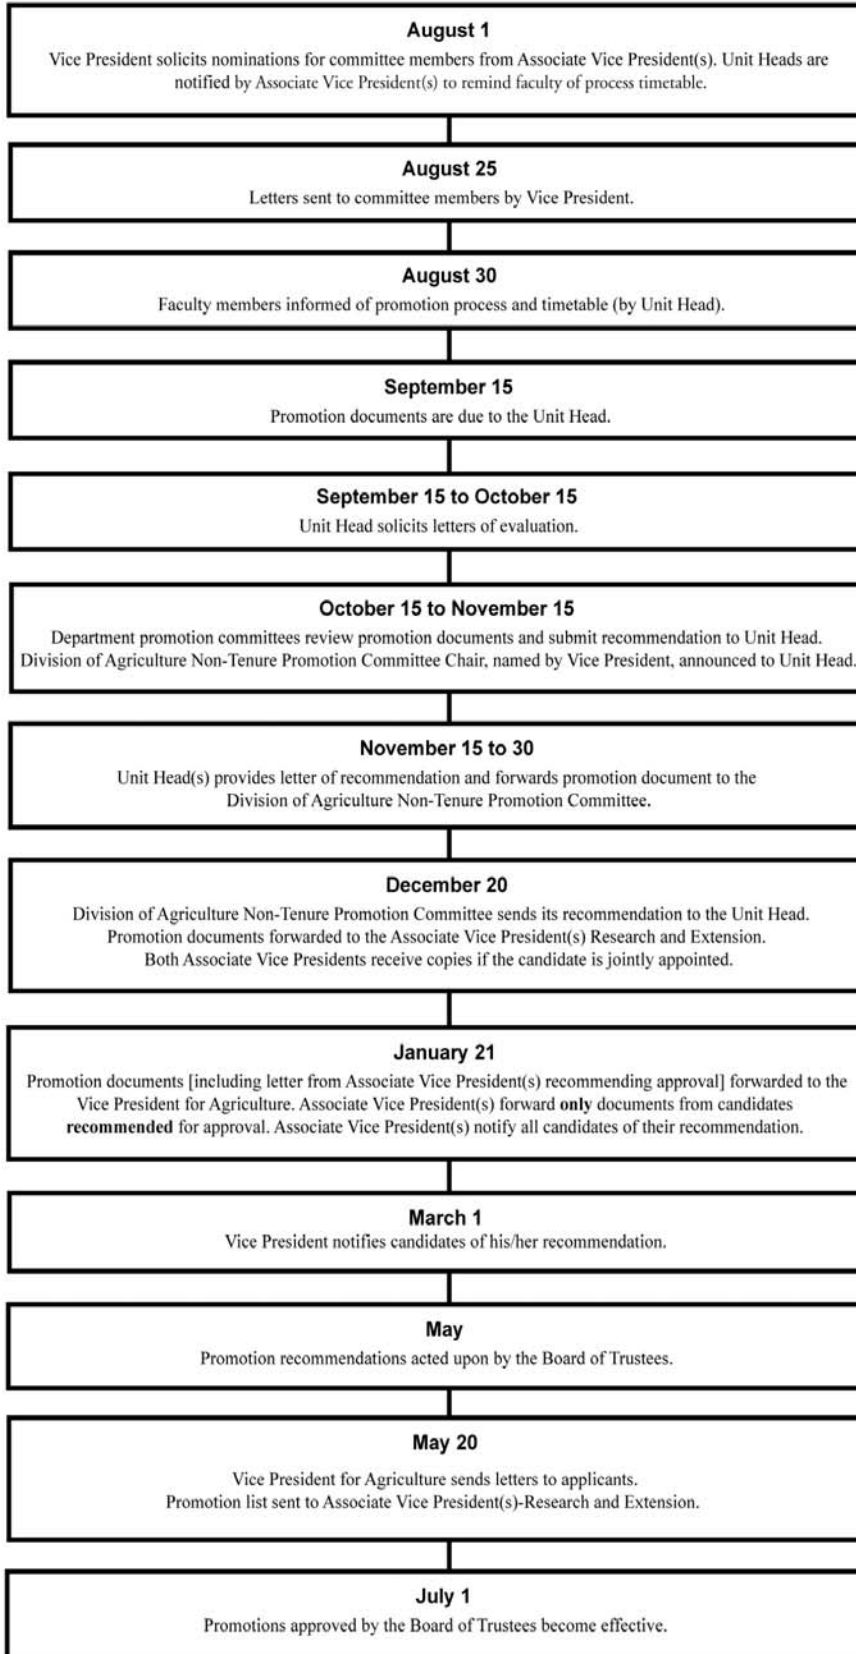 August 1
Vice President solicits nominations for committee members from Associate Vice President(s). Unit Heads are
notified by Associate Vice President(s) to remind faculty of process timetable.
August 25
Letters sent to committee members by Vice President.
August 30
Faculty members informed of promotion process and timetable (by Unit Head).
September 15
Promotion documents are due to the Unit Head.
September 15 to October 15
Unit Head solicits letters of evaluation.
October 15 to November 15
Department promotion committees review promotion documents and submit recommendation to Unit Head.
Division of Agriculture Non-Tenure Promotion Committee Chair, named by Vice President, announced to Unit Head.
November 15 to 30
Unit Head(s) provides letter of recommendation and forwards promotion document to the
Division of Agriculture Non-Tenure Promotion Committee.
December 20
Division of Agriculture Non-Tenure Promotion Committee sends its recommendation to the Unit Head.
Promotion documents forwarded to the Associate Vice President(s) Research and Extension.
Both Associate Vice Presidents receive copies if the candidate is jointly appointed.
January 21
Promotion documents [including letter from Associate Vice President(s) recommending approval] forwarded to the
Vice President for Agriculture. Associate Vice President(s) forward only documents from candidates
recommended for approval. Associate Vice President(s) notify all candidates of their recommendation.
March 1
Vice President notifies candidates of his/her recommendation.
May
Promotion recommendations acted upon by the Board of Trustees.
May 20
Vice President for Agriculture sends letters to applicants.
Promotion list sent to Associate Vice President(s)-Research and Extension.
July 1
Promotions approved by the Board of Trustees become effective.